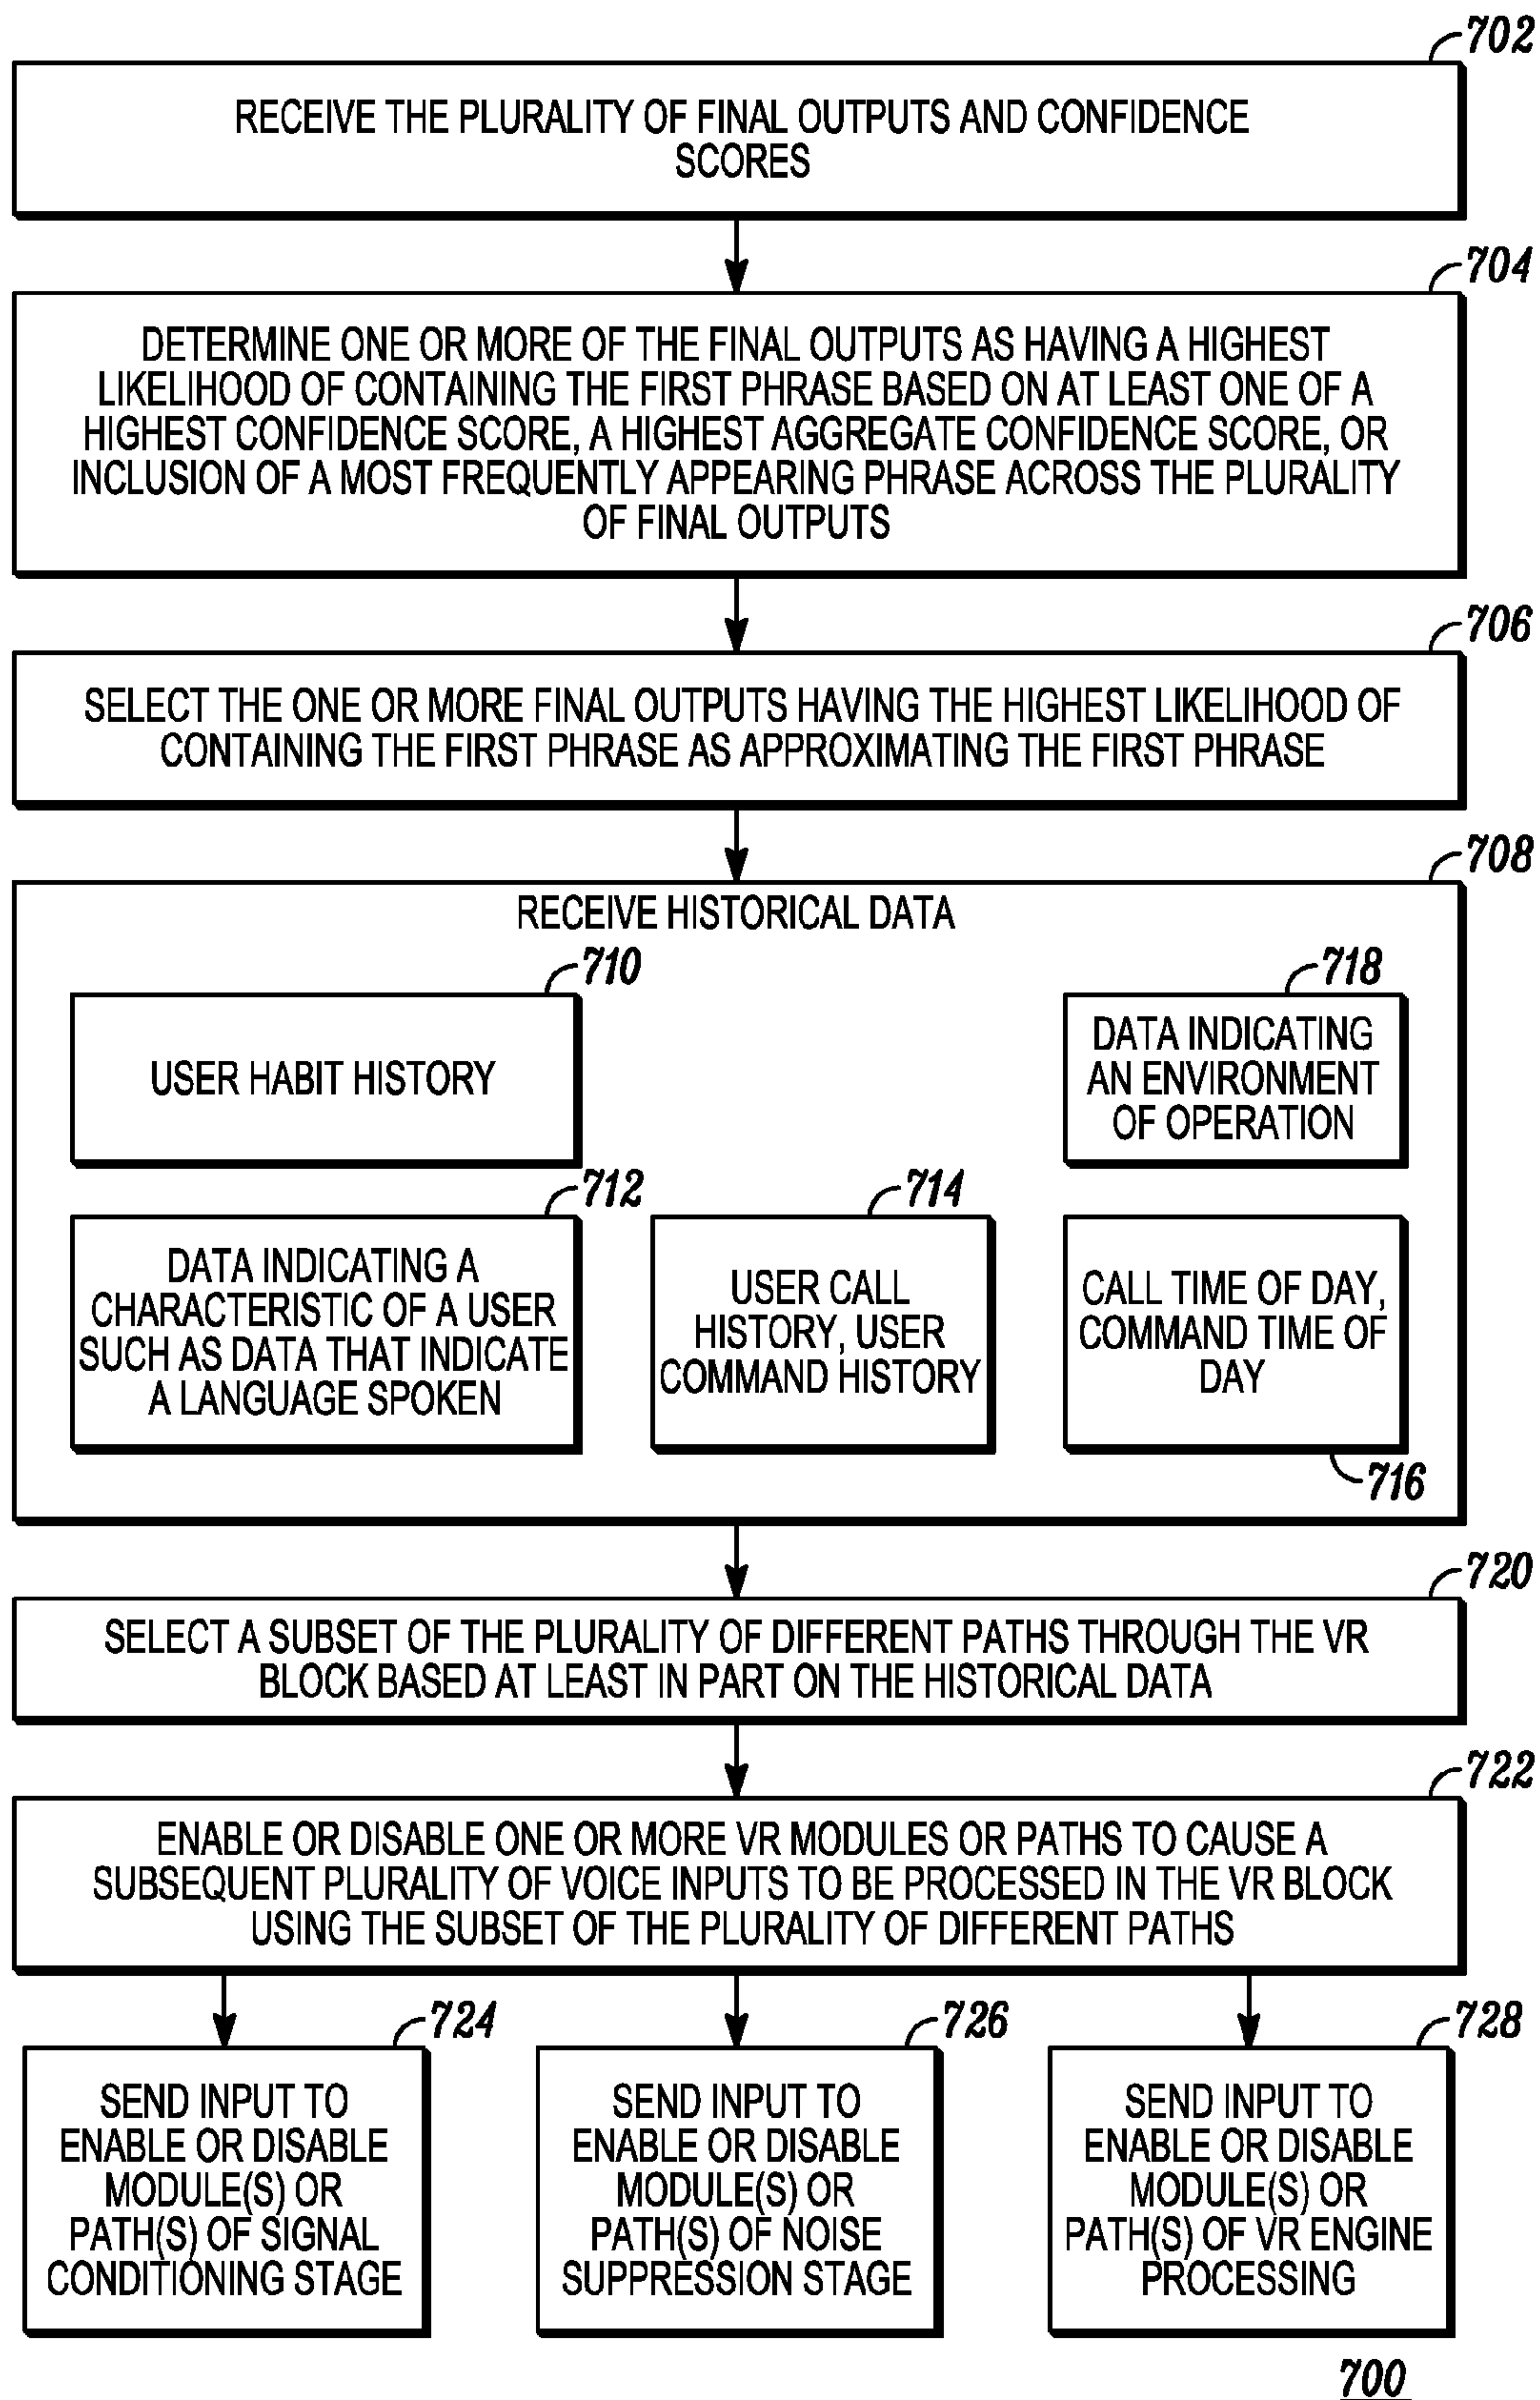 702
RECEIVE THE PLURALITY OF FINAL OUTPUTS AND CONFIDENCE
SCORES
704
DETERMINE ONE OR MORE OF THE FINAL OUTPUTS AS HAVING A HIGHEST
LIKELIHOOD OF CONTAINING THE FIRST PHRASE BASED ON AT LEAST ONE OF A
HIGHEST CONFIDENCE SCORE, A HIGHEST AGGREGATE CONFIDENCE SCORE, OR
INCLUSION OF A MOST FREQUENTLY APPEARING PHRASE ACROSS THE PLURALITY
OF FINAL OUTPUTS
706
SELECT THE ONE OR MORE FINAL OUTPUTS HAVING THE HIGHEST LIKELIHOOD OF
CONTAINING THE FIRST PHRASE AS APPROXIMATING THE FIRST PHRASE
708
RECEIVE HISTORICAL DATA
710
USER HABIT HISTORY
718
DATA INDICATING
AN ENVIRONMENT
OF OPERATION
712
DATA INDICATING A
CHARACTERISTIC OF A USER
SUCH AS DATA THAT INDICATE
A LANGUAGE SPOKEN
714
USER CALL
HISTORY, USER
COMMAND HISTORY
CALL TIME OF DAY,
COMMAND TIME OF
DAY
716
720
SELECT A SUBSET OF THE PLURALITY OF DIFFERENT PATHS THROUGH THE VR
BLOCK BASED AT LEAST IN PART ON THE HISTORICAL DATA
722
ENABLE OR DISABLE ONE OR MORE VR MODULES OR PATHS TO CAUSE A
SUBSEQUENT PLURALITY OF VOICE INPUTS TO BE PROCESSED IN THE VR BLOCK
USING THE SUBSET OF THE PLURALITY OF DIFFERENT PATHS
724
SEND INPUT TO
ENABLE OR DISABLE
MODULE(S) OR
PATH(S) OF SIGNAL
CONDITIONING STAGE
726
SEND INPUT TO
ENABLE OR DISABLE
MODULE(S) OR
PATH(S) OF NOISE
SUPPRESSION STAGE
728
SEND INPUT TO
ENABLE OR DISABLE
MODULE(S) OR
PATH(S) OF VR ENGINE
PROCESSING
700